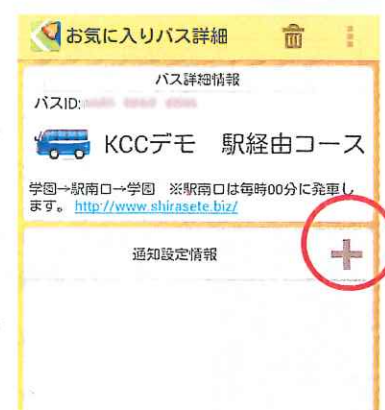 お気に入りバス詳細
バス詳細情報
バスID:
KCCデモ 駅経由コース
学園→駅南口→学園 ※駅南口は毎時00分に発車し
ます。 http://www.shirasete.biz/
通知設定情報